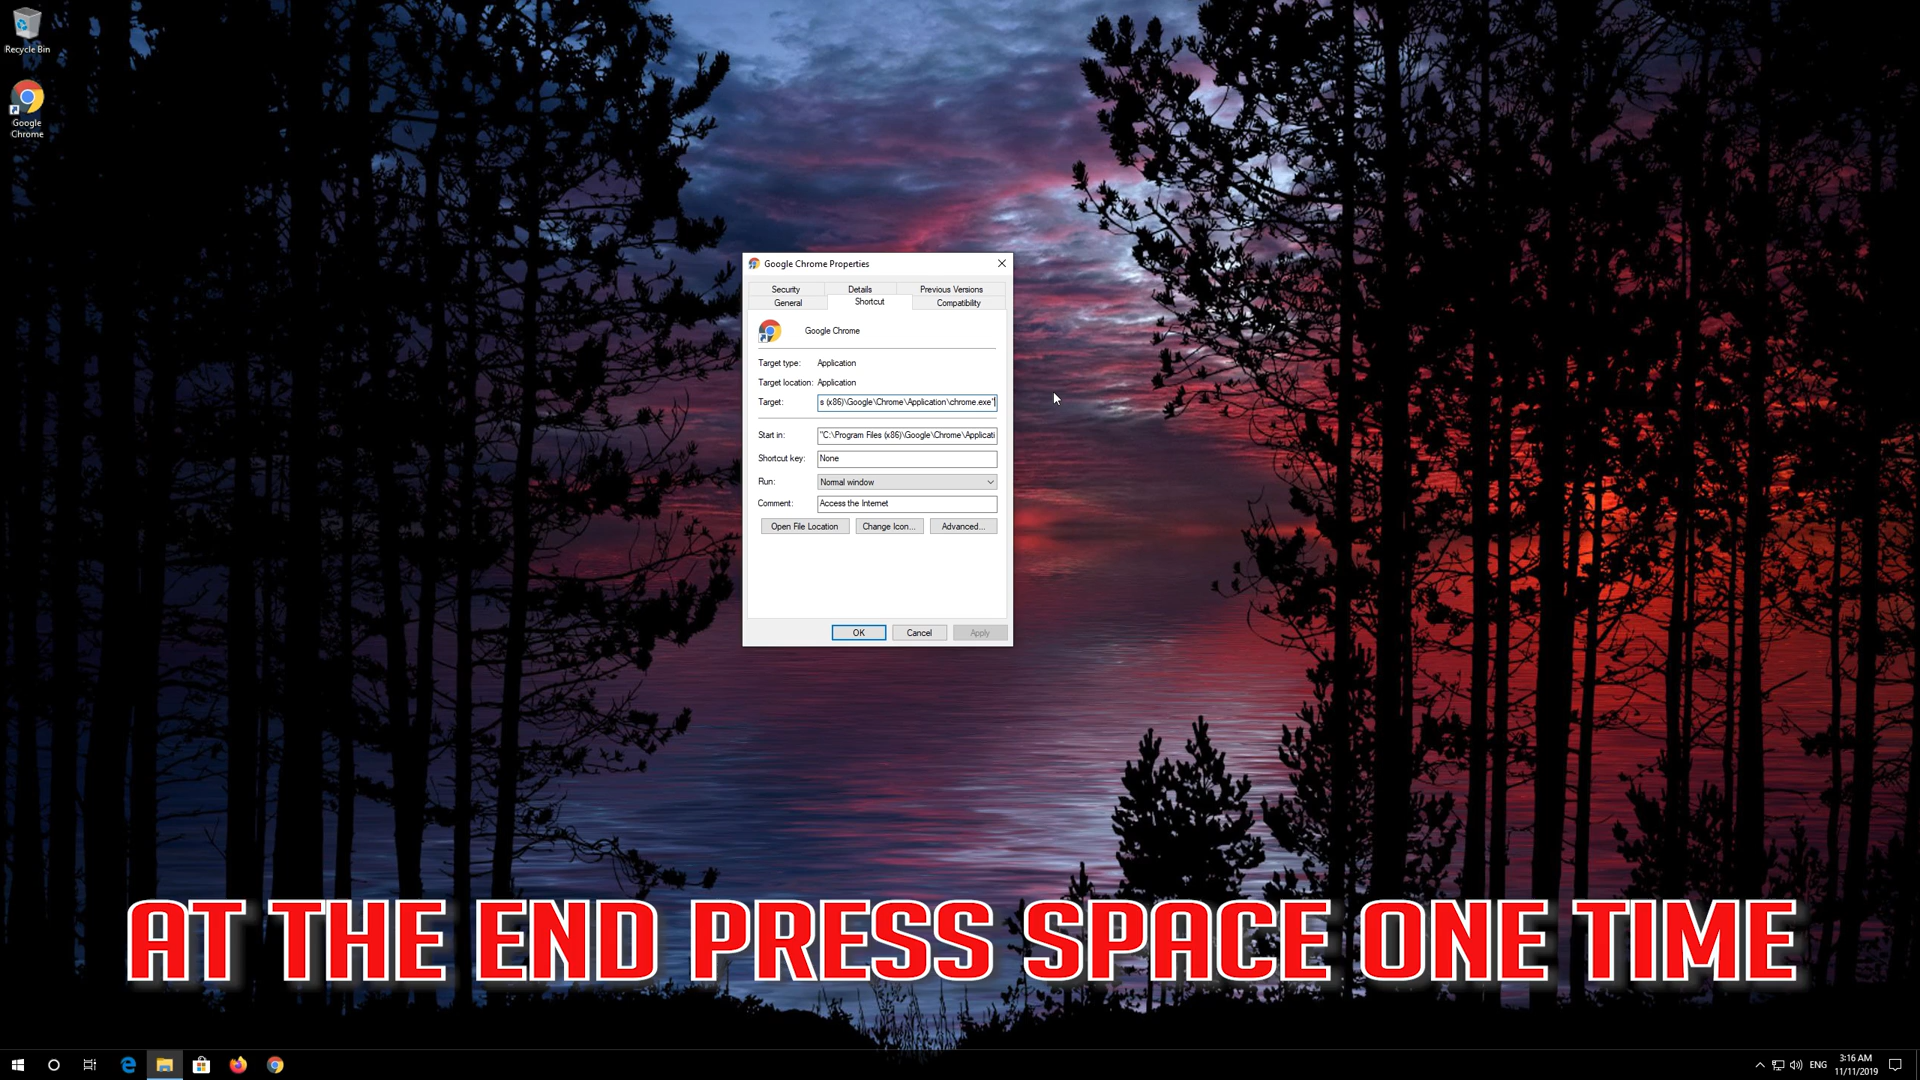 Recycle Bin
Google
Chrome
Google Chrome Properties
Security Details Previous Versions
General Shortcut Compatibility
Google Chrome
Target type: Application
Target location: Application
Target: s (x86)\Google\Chrome\Application\chrome.exe"
Start in: "C:\Program Files (x86)\Google\Chrome\Applicati
Shortcut key: None
Run: Normal window
Comment: Access the Internet
Open File Location Change Icon... Advanced...
OK Cancel Apply
AT THE END PRESS SPACE ONE TIME
ENG
3:16 AM
11/11/2019